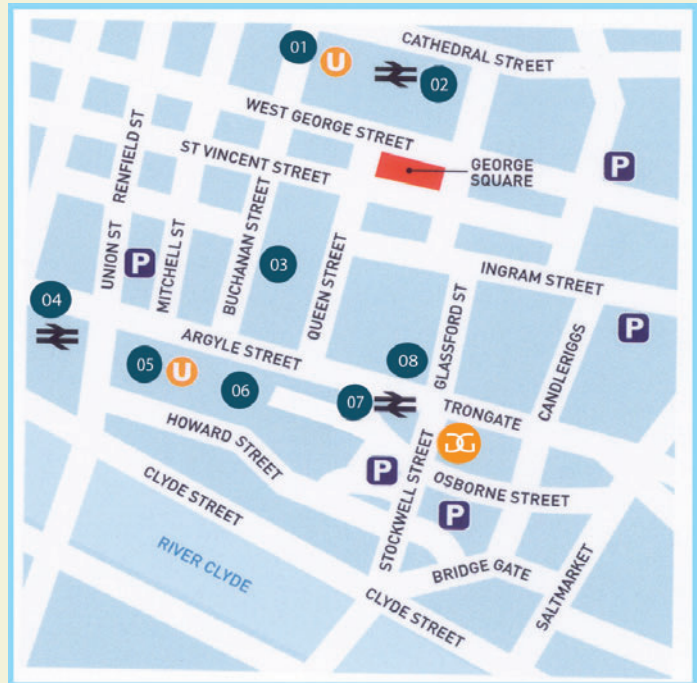 01
U
02
CATHEDRAL STREET
WEST GEORGE STREET
ST VINCENT STREET
GEORGE
SQUARE
P
RENFIELD ST
UNION ST
P
MITCHELL ST
BUCHANAN STREET
03
QUEEN STREET
INGRAM STREET
GLASSFORD ST
CANDLERIGGS
P
04
ARGYLE STREET
05
U
06
07
08
TRONGATE
HOWARD STREET
P
STOCKWELL STREET
OSBORNE STREET
P
CLYDE STREET
RIVER CLYDE
BRIDGE GATE
SALTMARKET
CLYDE STREET